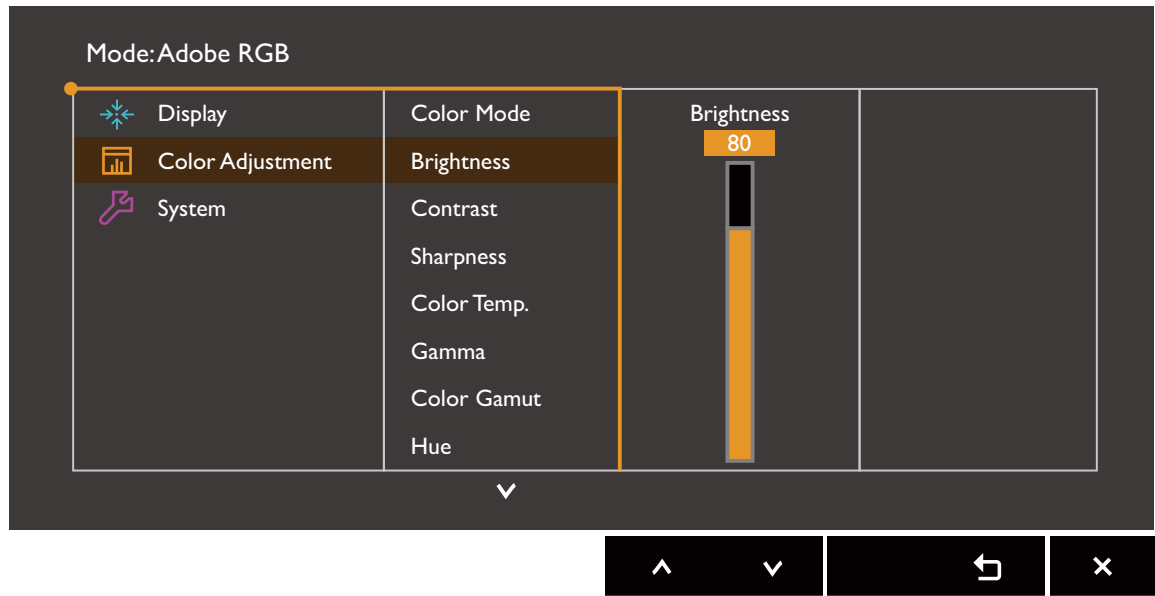 Mode: Adobe RGB
Display
Color Adjustment
System
Color Mode
Brightness
Contrast
Sharpness
Color Temp.
Gamma
Color Gamut
Hue
Brightness
80